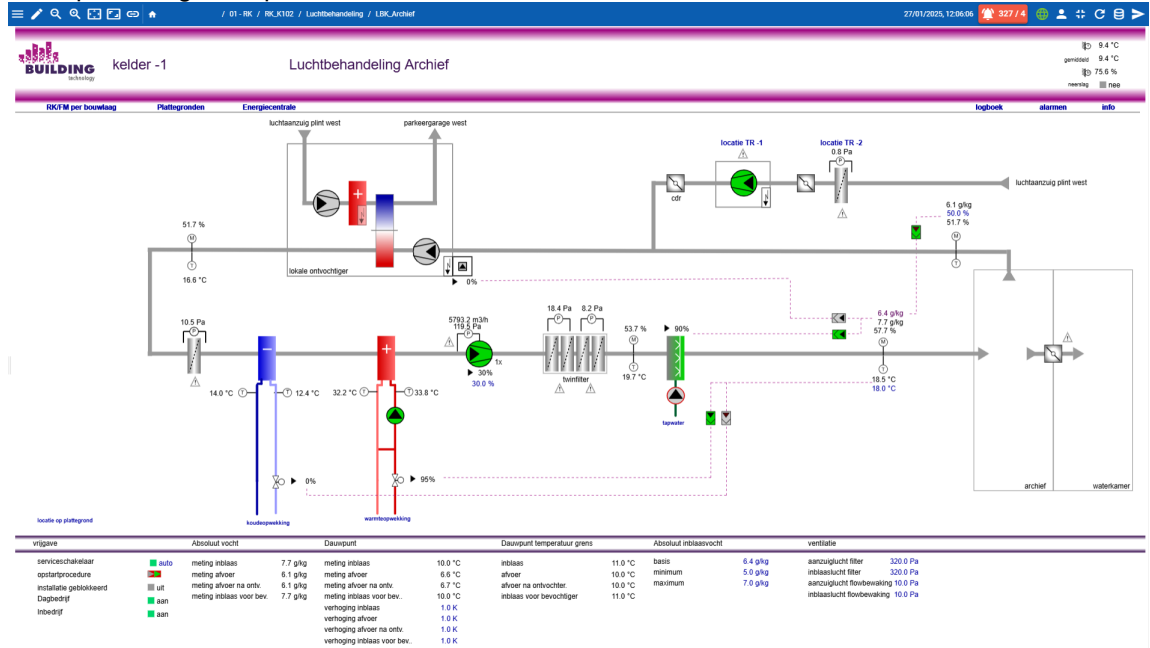 / 01 - RK / RK_K102 / Luchtbehandeling / LBK_Archief
27/01/2025, 12:06:06 327 / 4
BUILDING
technology
kelder -1
Luchtbehandeling Archief
9.4 °C
gemiddeld 9.4 °C
75.6 %
neerslag nee
RK/FM per bouwlaag Plattegronden Energiecentrale logboek alarmen info
luchtaanzuig plint west parkeergarage west
locatie TR -1 locatie TR -2
0.8 Pa
P
cdr
luchtaanzuig plint west
6.1 g/kg
50.0 %
51.7 %
M
T
51.7 %
M
T
16.6 °C
lokale ontvochtiger
0%
6.4 g/kg
7.7 g/kg
57.7 %
M
T
18.5 °C
18.0 °C
10.5 Pa
P
5793.2 m3/h
119.5 Pa
P
1x
30%
30.0 %
18.4 Pa 8.2 Pa
P P
twinfilter
53.7 %
M
T
19.7 °C
90%
tapwater
14.0 °C T T 12.4 °C
32.2 °C T T 33.8 °C
0%
95%
archief waterkamer
locatie op plattegrond
koudeopwekking
warmteopwekking
vrijgave Absoluut vocht Dauwpunt Dauwpunt temperatuur grens Absoluut inblaasvocht ventilatie
serviceschakelaar auto meting inblaas 7.7 g/kg meting inblaas 10.0 °C inblaas 11.0 °C basis 6.4 g/kg aanzuiglucht filter 320.0 Pa
opstartprocedure meting afvoer 6.1 g/kg meting afvoer 6.6 °C afvoer 10.0 °C minimum 5.0 g/kg inblaaslucht filter 320.0 Pa
installatie geblokkeerd uit meting afvoer na ontv. 6.1 g/kg meting afvoer na ontv. 6.7 °C afvoer na ontvochter. 10.0 °C maximum 7.0 g/kg aanzuiglucht flowbewaking 10.0 Pa
Dagbedrijf aan meting inblaas voor bev. 7.7 g/kg meting inblaas voor bev.. 10.0 °C inblaas voor bevochtiger 11.0 °C inblaaslucht flowbewaking 10.0 Pa
Inbedrijf aan verhoging inblaas 1.0 K
verhoging afvoer 1.0 K
verhoging afvoer na ontv. 1.0 K
verhoging inblaas voor bev.. 1.0 K